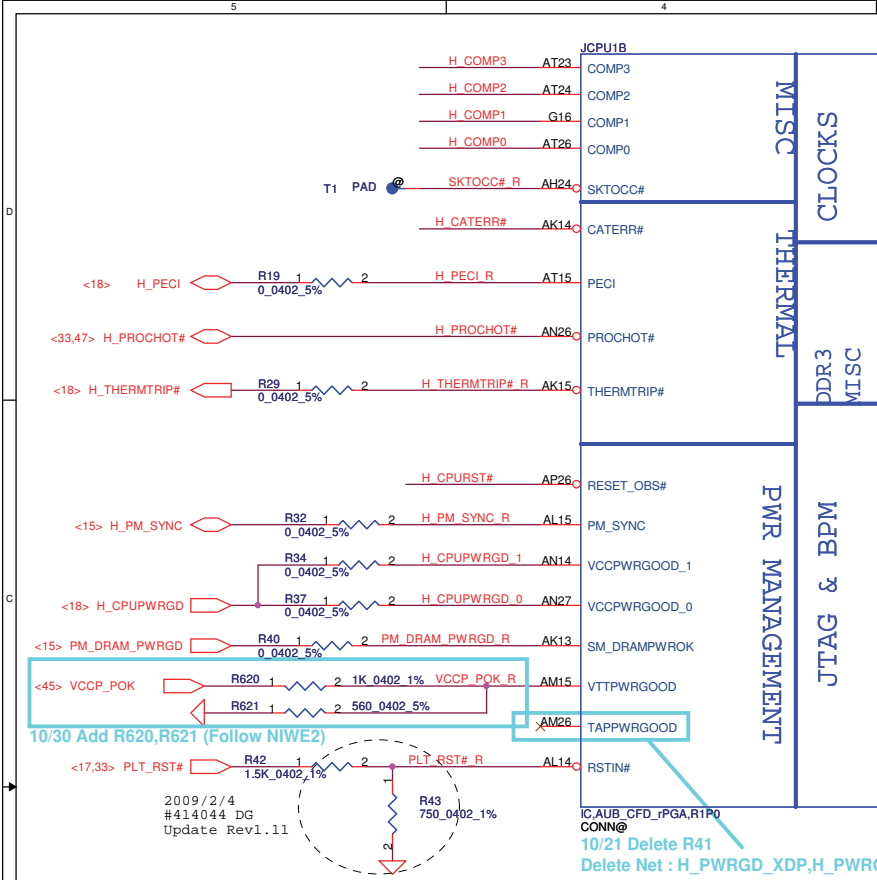 5 4
JCPU1B
H_COMP3 AT23 COMP3
H_COMP2 AT24 COMP2
H_COMP1 G16 COMP1
H_COMP0 AT26 COMP0
MISC
CLOCKS
T1 PAD @ SKTOCC#_R AH24 SKTOCC#
D
H_CATERR# AK14 CATERR#
THERMAL
<18> H_PECI R19 1 2 H_PECI_R AT15 PECI
0_0402_5%
<33,47> H_PROCHOT# H_PROCHOT# AN26 PROCHOT#
DDR3
MISC
<18> H_THERMTRIP# R29 1 2 H_THERMTRIP#_R AK15 THERMTRIP#
0_0402_5%
H_CPURST# AP26 RESET_OBS#
PWR MANAGEMENT
JTAG & BPM
<15> H_PM_SYNC R32 1 2 H_PM_SYNC_R AL15 PM_SYNC
0_0402_5%
R34 1 2 H_CPUPWRGD_1 AN14 VCCPWRGOOD_1
0_0402_5%
C
<18> H_CPUPWRGD R37 1 2 H_CPUPWRGD_0 AN27 VCCPWRGOOD_0
0_0402_5%
<15> PM_DRAM_PWRGD R40 1 2 PM_DRAM_PWRGD_R AK13 SM_DRAMPWROK
0_0402_5%
<45> VCCP_POK R620 1 2 1K_0402_1% VCCP_POK_R AM15 VTTPWRGOOD
R621 1 2 560_0402_5%
AM26 TAPPWRGOOD
10/30 Add R620,R621 (Follow NIWE2)
<17,33> PLT_RST# R42 1 2 PLT_RST#_R AL14 RSTIN#
1.5K_0402_1%
1
2009/2/4
#414044 DG
Update Rev1.11
R43
750_0402_1%
2
IC,AUB_CFD_rPGA,R1P0
CONN@
10/21 Delete R41
Delete Net : H_PWRGD_XDP,H_PWRG